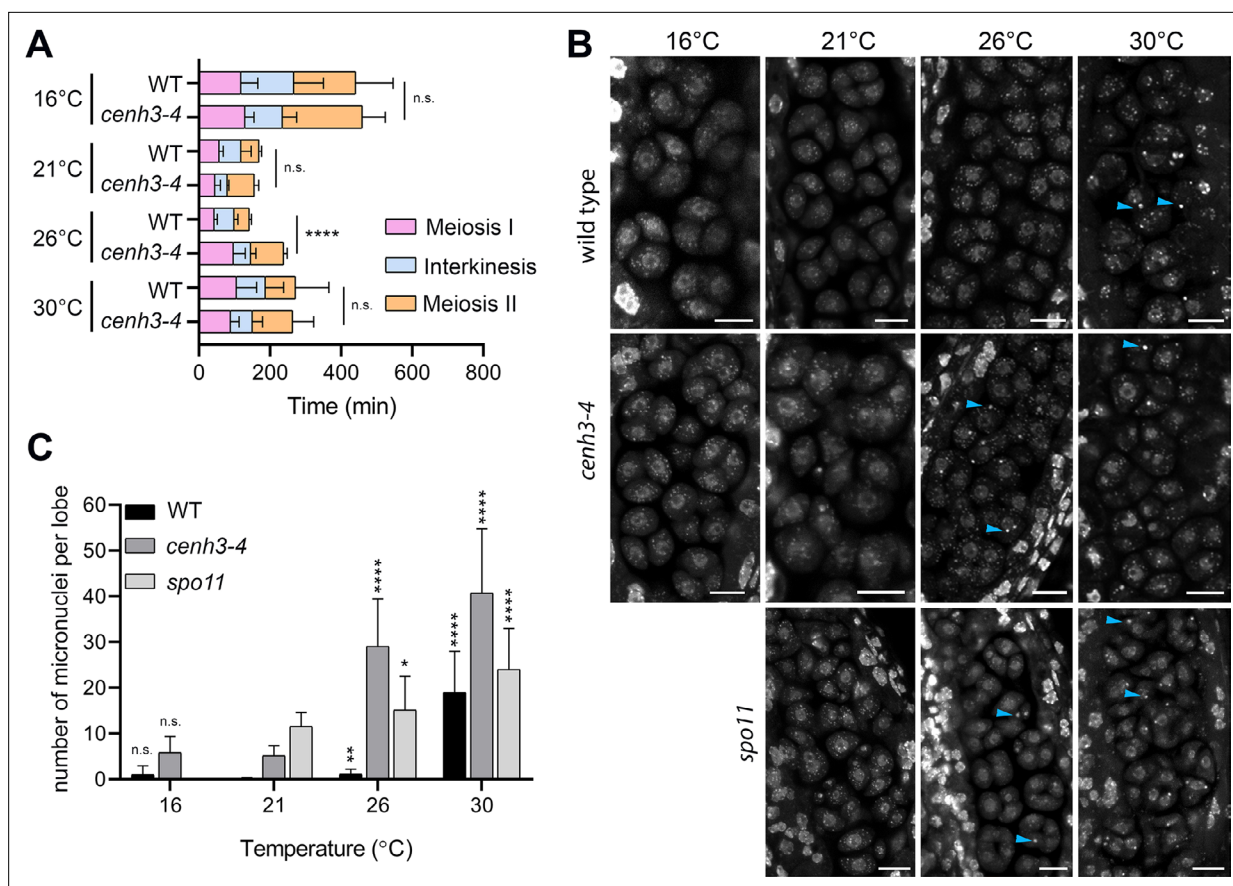 A
16°C
WT
cenh3-4
n.s.
21°C
WT
cenh3-4
n.s.
26°C
WT
cenh3-4
****
30°C
WT
cenh3-4
n.s.
Meiosis I
Interkinesis
Meiosis II
0 200 400 600 800
Time (min)
B
16°C 21°C 26°C 30°C
wild type
cenh3-4
spo11
C
number of micronuclei per lobe
60
50
40
30
20
10
0
WT
cenh3-4
spo11
n.s. n.s. ** **** * **** **** ****
16 21 26 30
Temperature (°C)